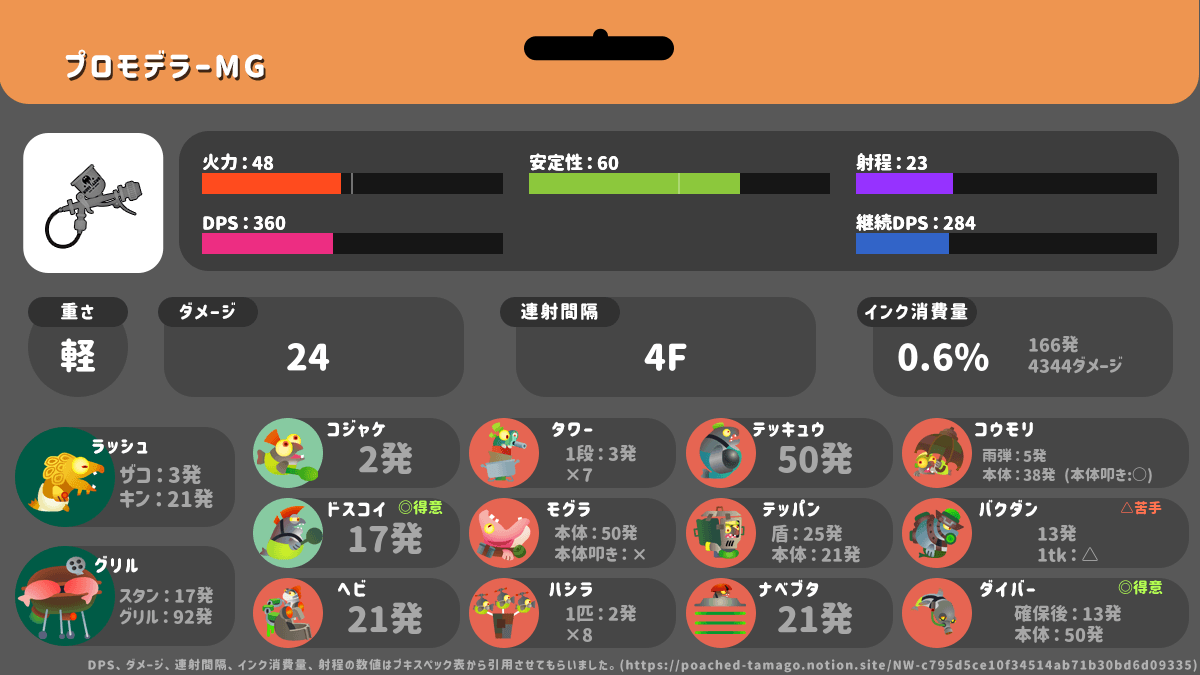 プロモデラーMG
火力：48
安定性：60
射程：23
DPS：360
継続DPS：284
重さ
軽
ダメージ
24
連射間隔
4F
インク消費量
0.6%
166発
4344ダメージ
ラッシュ
ザコ：3発
キン：21発
グリル
スタン：17発
グリル：92発
コジャケ
2発
タワー
1段：3発
×7
テッキュウ
50発
コウモリ
雨弾：5発
本体：38発 (本体叩き:○)
ドスコイ ◎得意
17発
モグラ
本体：50発
本体叩き：×
テッパン
盾：25発
本体：21発
バクダン △苦手
13発
1tk：△
ヘビ
21発
ハシラ
1匹：2発
×8
ナベブタ
21発
ダイバー ◎得意
確保後：13発
本体：50発
DPS、ダメージ、連射間隔、インク消費量、射程の数値はブキスペック表から引用させてもらいました。(https://poached-tamago.notion.site/NW-c795d5ce10f34514ab71b30bd6d09335)